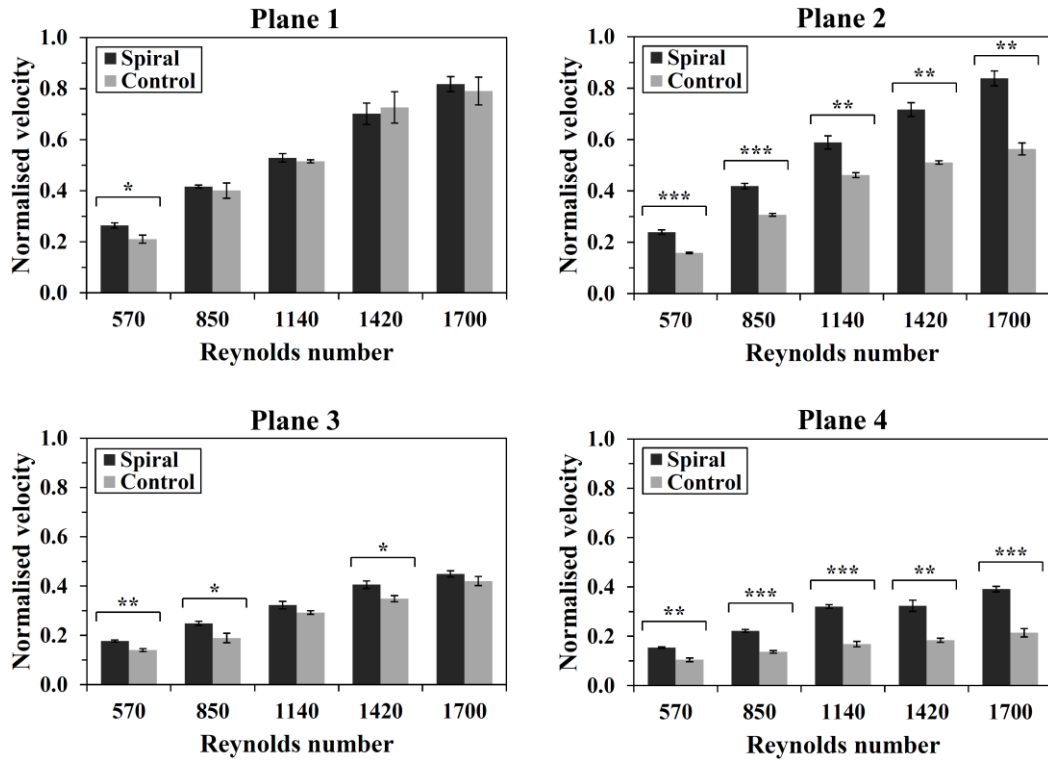 Plane 1
Normalised velocity
1.0
0.8
0.6
0.4
0.2
0.0
Spiral
Control
*
570 850 1140 1420 1700
Reynolds number
Plane 2
Normalised velocity
1.0
0.8
0.6
0.4
0.2
0.0
Spiral
Control
*** *** ** ** **
570 850 1140 1420 1700
Reynolds number
Plane 3
Normalised velocity
1.0
0.8
0.6
0.4
0.2
0.0
Spiral
Control
** * *
570 850 1140 1420 1700
Reynolds number
Plane 4
Normalised velocity
1.0
0.8
0.6
0.4
0.2
0.0
Spiral
Control
** *** *** ** ***
570 850 1140 1420 1700
Reynolds number